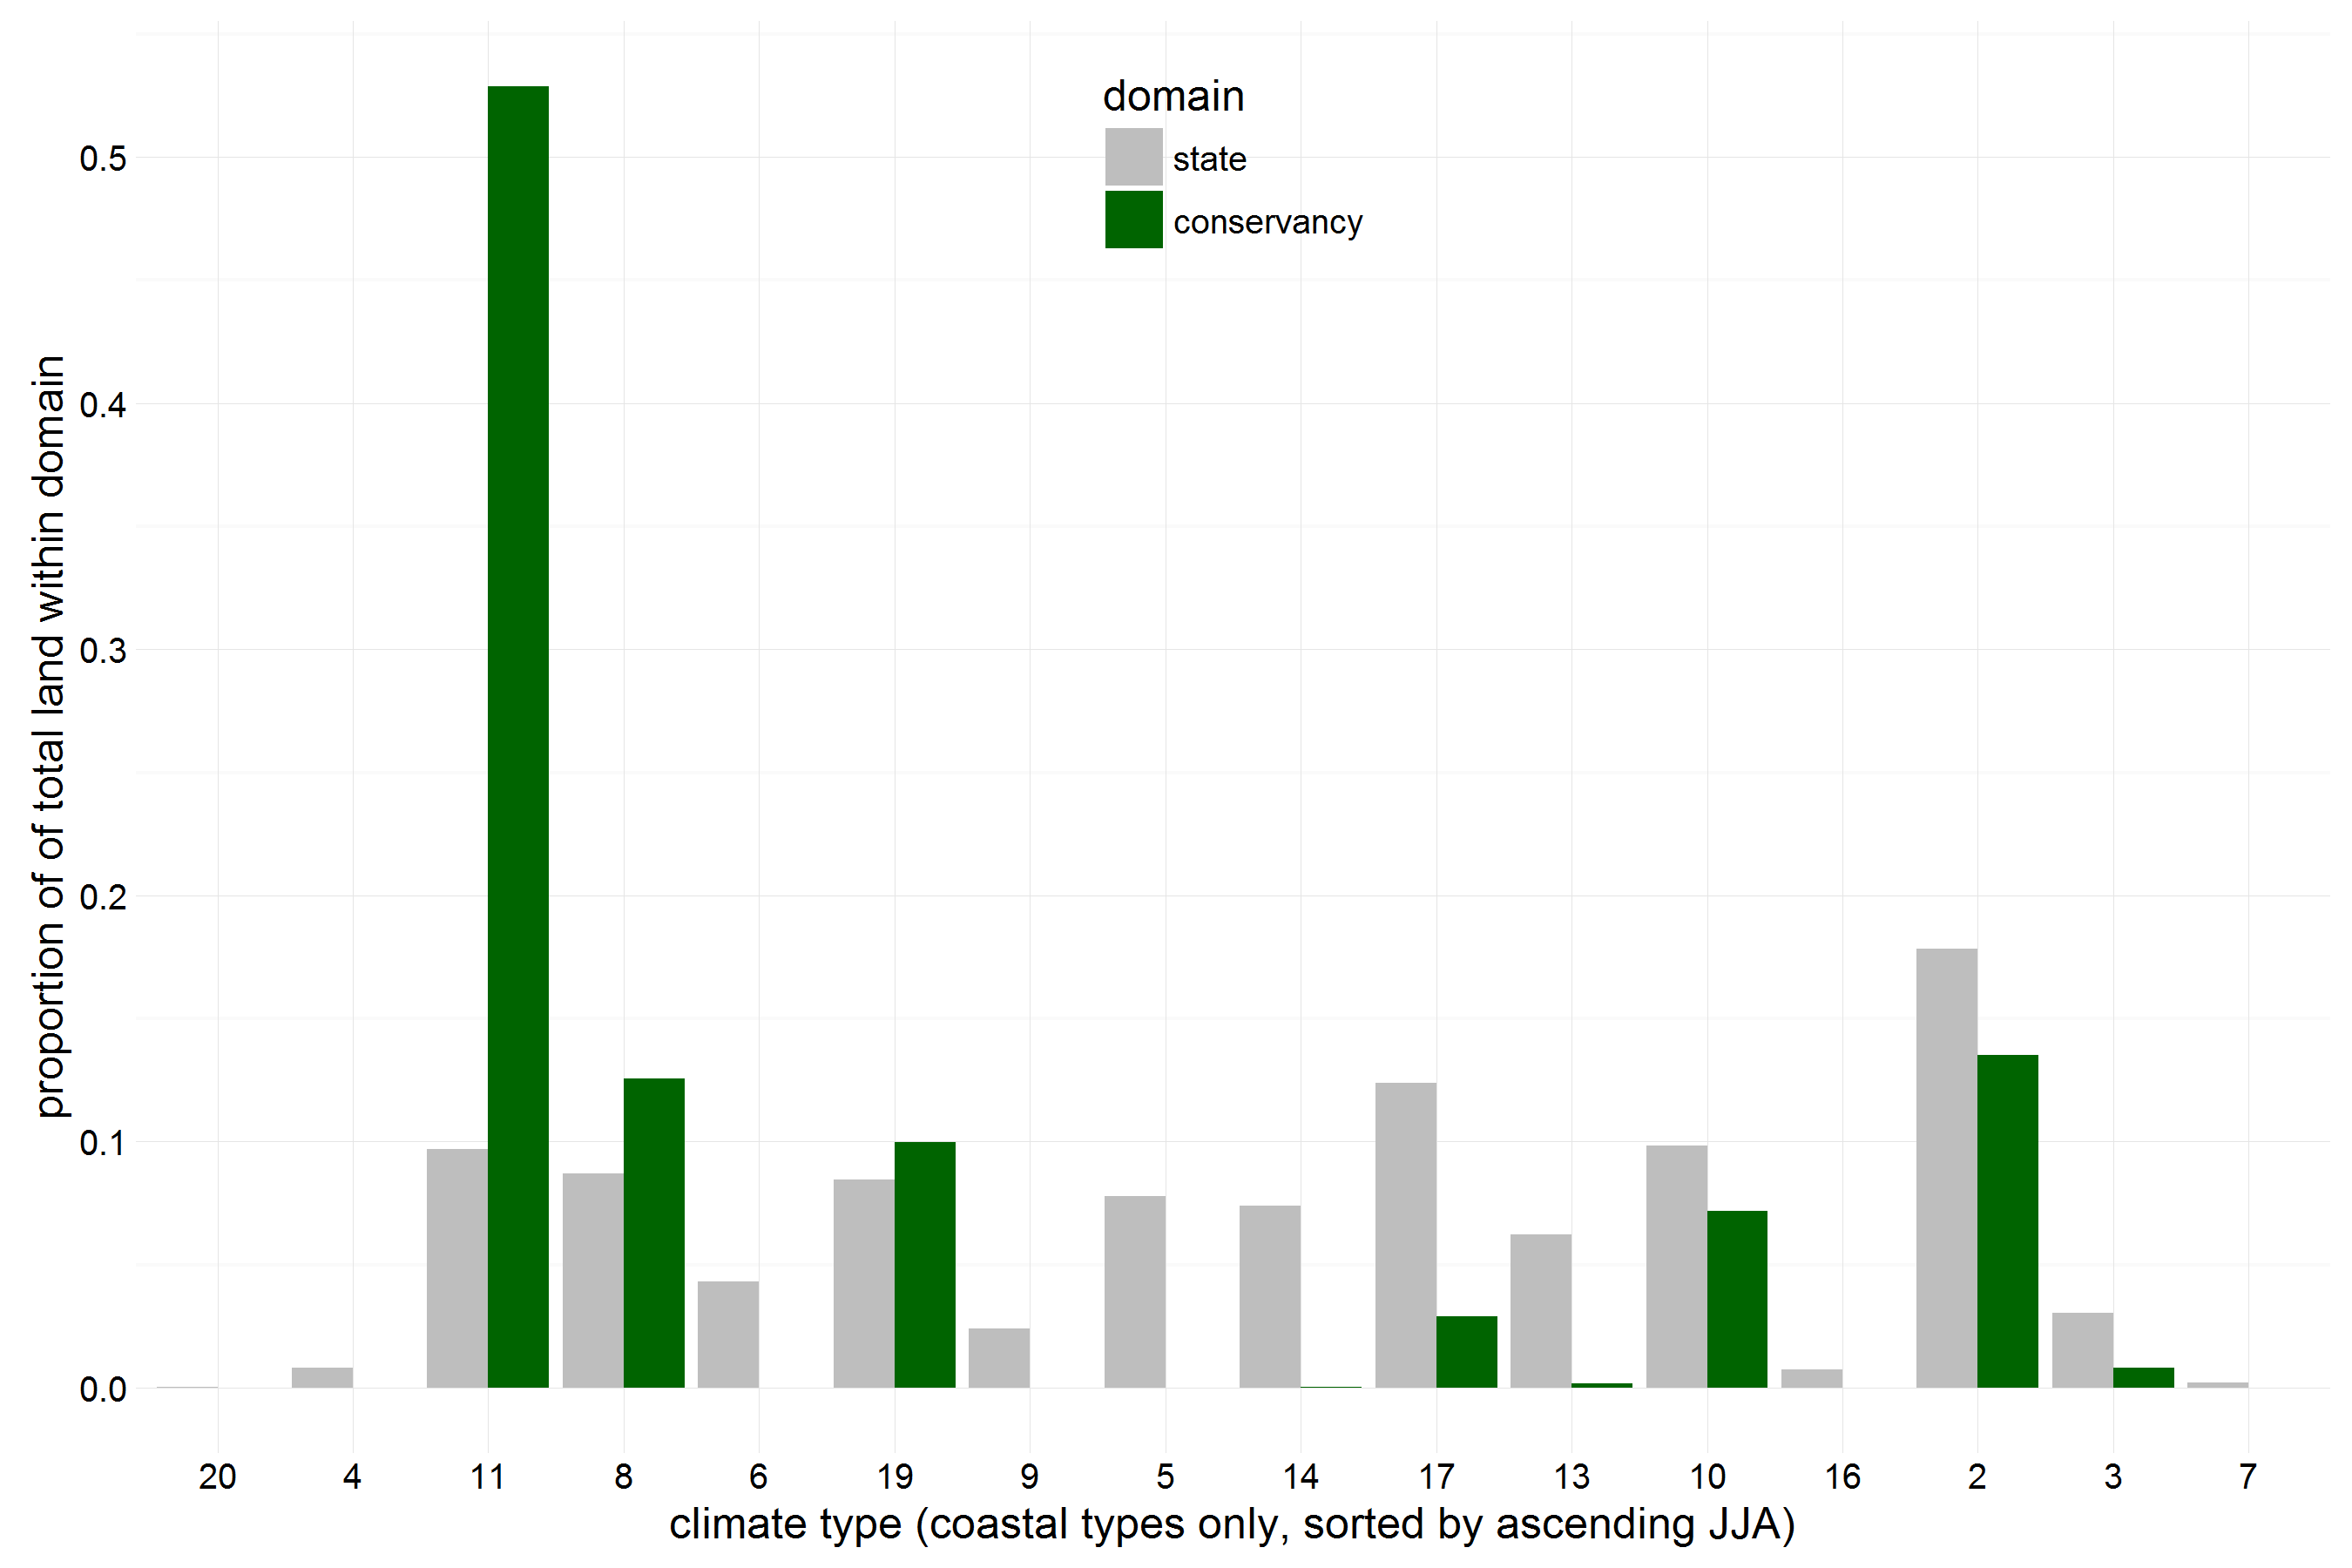 domain
state
conservancy
proportion of of total land within domain
0.5
0.4
0.3
0.2
0.1
0.0
20 4 11 8 6 19 9 5 14 17 13 10 16 2 3 7
climate type (coastal types only, sorted by ascending JJA)